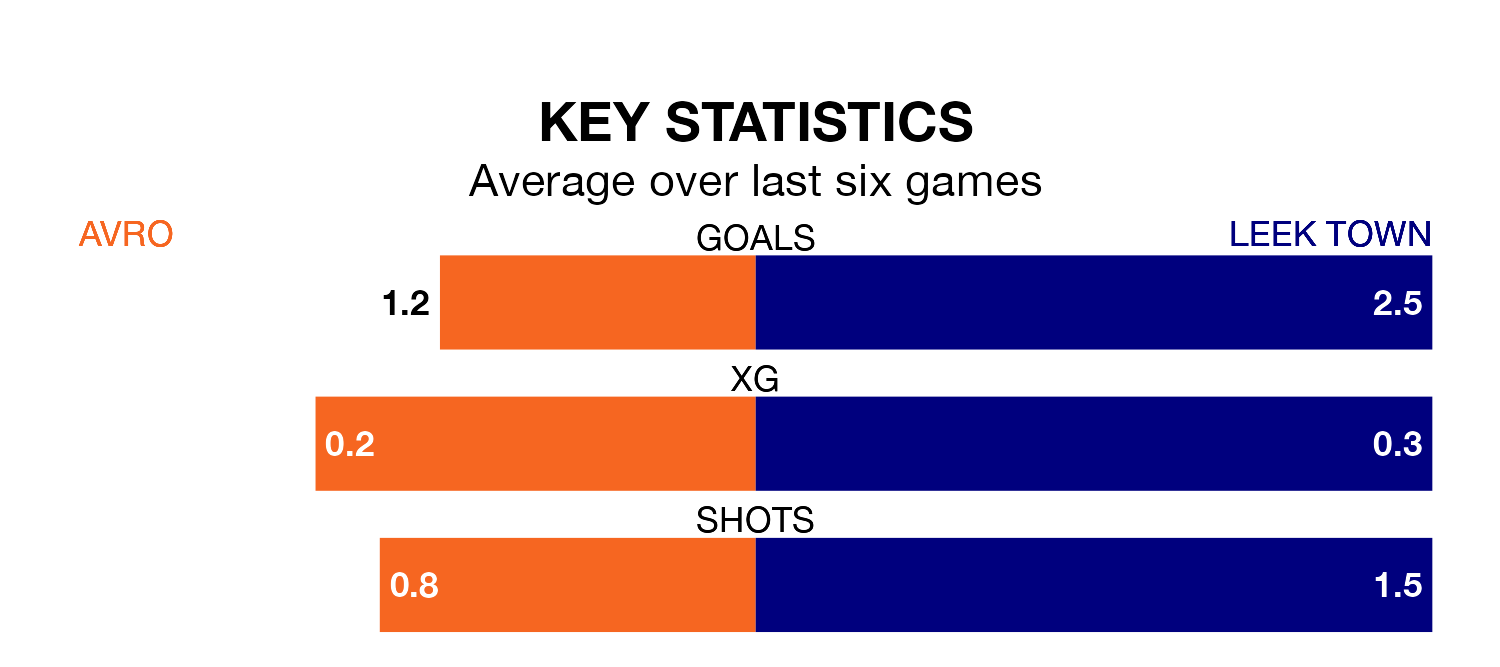 KEY STATISTICS
Average over last six games
AVRO
LEEK TOWN
GOALS
1.2
2.5
XG
0.2
0.3
SHOTS
0.8
1.5